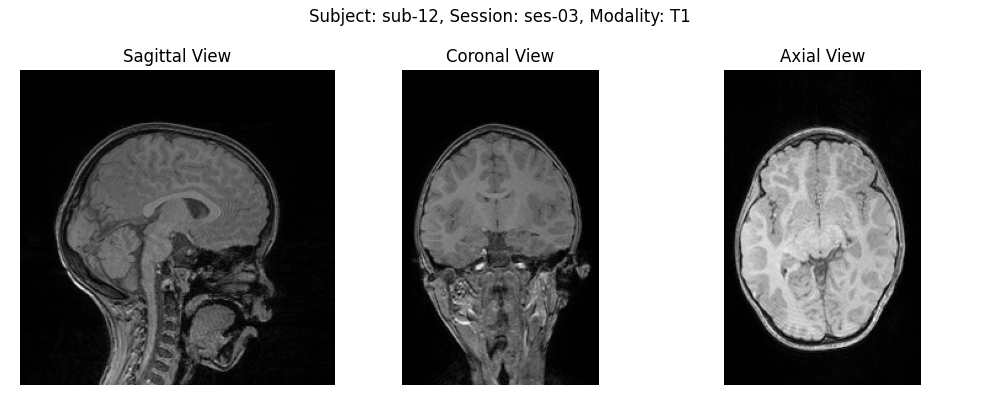 Subject: sub-12, Session: ses-03, Modality: T1
Sagittal View
Coronal View
Axial View